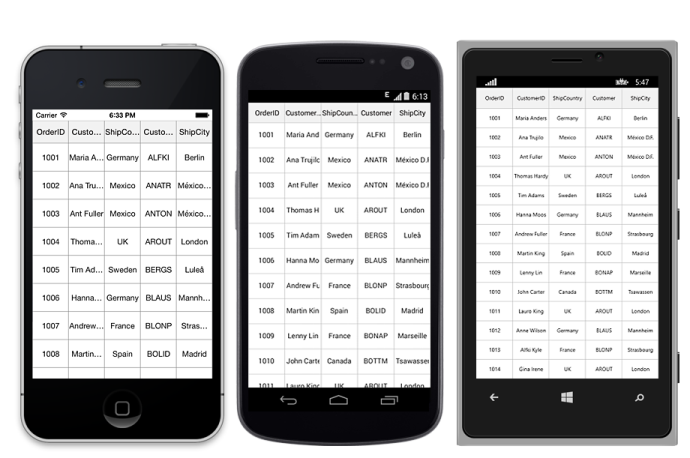 Carrier 6:33 PM
OrderID Custo... ShipCo... Custo... ShipCity
1001 Maria A... Germany ALFKI Berlin
1002 Ana Tru... Mexico ANATR México...
1003 Ant Fuller Mexico ANTON México...
1004 Thoma... UK AROUT London
1005 Tim Ad... Sweden BERGS Luleå
1006 Hanna... Germany BLAUS Mannh...
1007 Andrew... France BLONP Stras...
1008 Martin... Spain BOLID Madrid
E 6:13
OrderID Customer... ShipCoun... Customer ShipCity
1001 Maria And Germany ALFKI Berlin
1002 Ana Trujilo Mexico ANATR México D.F
1003 Ant Fuller Mexico ANTON México D.F
1004 Thomas H UK AROUT London
1005 Tim Adam Sweden BERGS Luleå
1006 Hanna Mo Germany BLAUS Mannheim
1007 Andrew Fu France BLONP Strasbourg
1008 Martin Kin Spain BOLID Madrid
1009 Lenny Lin France BONAP Marseille
1010 John Carte Canada BOTTM Tsawassen
1011 Lauro King UK AROUT London
5:47
OrderID CustomerID ShipCountry Customer ShipCity
1001 Maria Anders Germany ALFKI Berlin
1002 Ana Trujilo Mexico ANATR México D.F.
1003 Ant Fuller Mexico ANTON México D.F.
1004 Thomas Hardy UK AROUT London
1005 Tim Adams Sweden BERGS Luleå
1006 Hanna Moos Germany BLAUS Mannheim
1007 Andrew Fuller France BLONP Strasbourg
1008 Martin King Spain BOLID Madrid
1009 Lenny Lin France BONAP Marseille
1010 John Carter Canada BOTTM Tsawassen
1011 Lauro King UK AROUT London
1012 Anne Wilson Germany BLAUS Mannheim
1013 Alfo Kyle France BLONP Strasbourg
1014 Gina Irene UK AROUT London